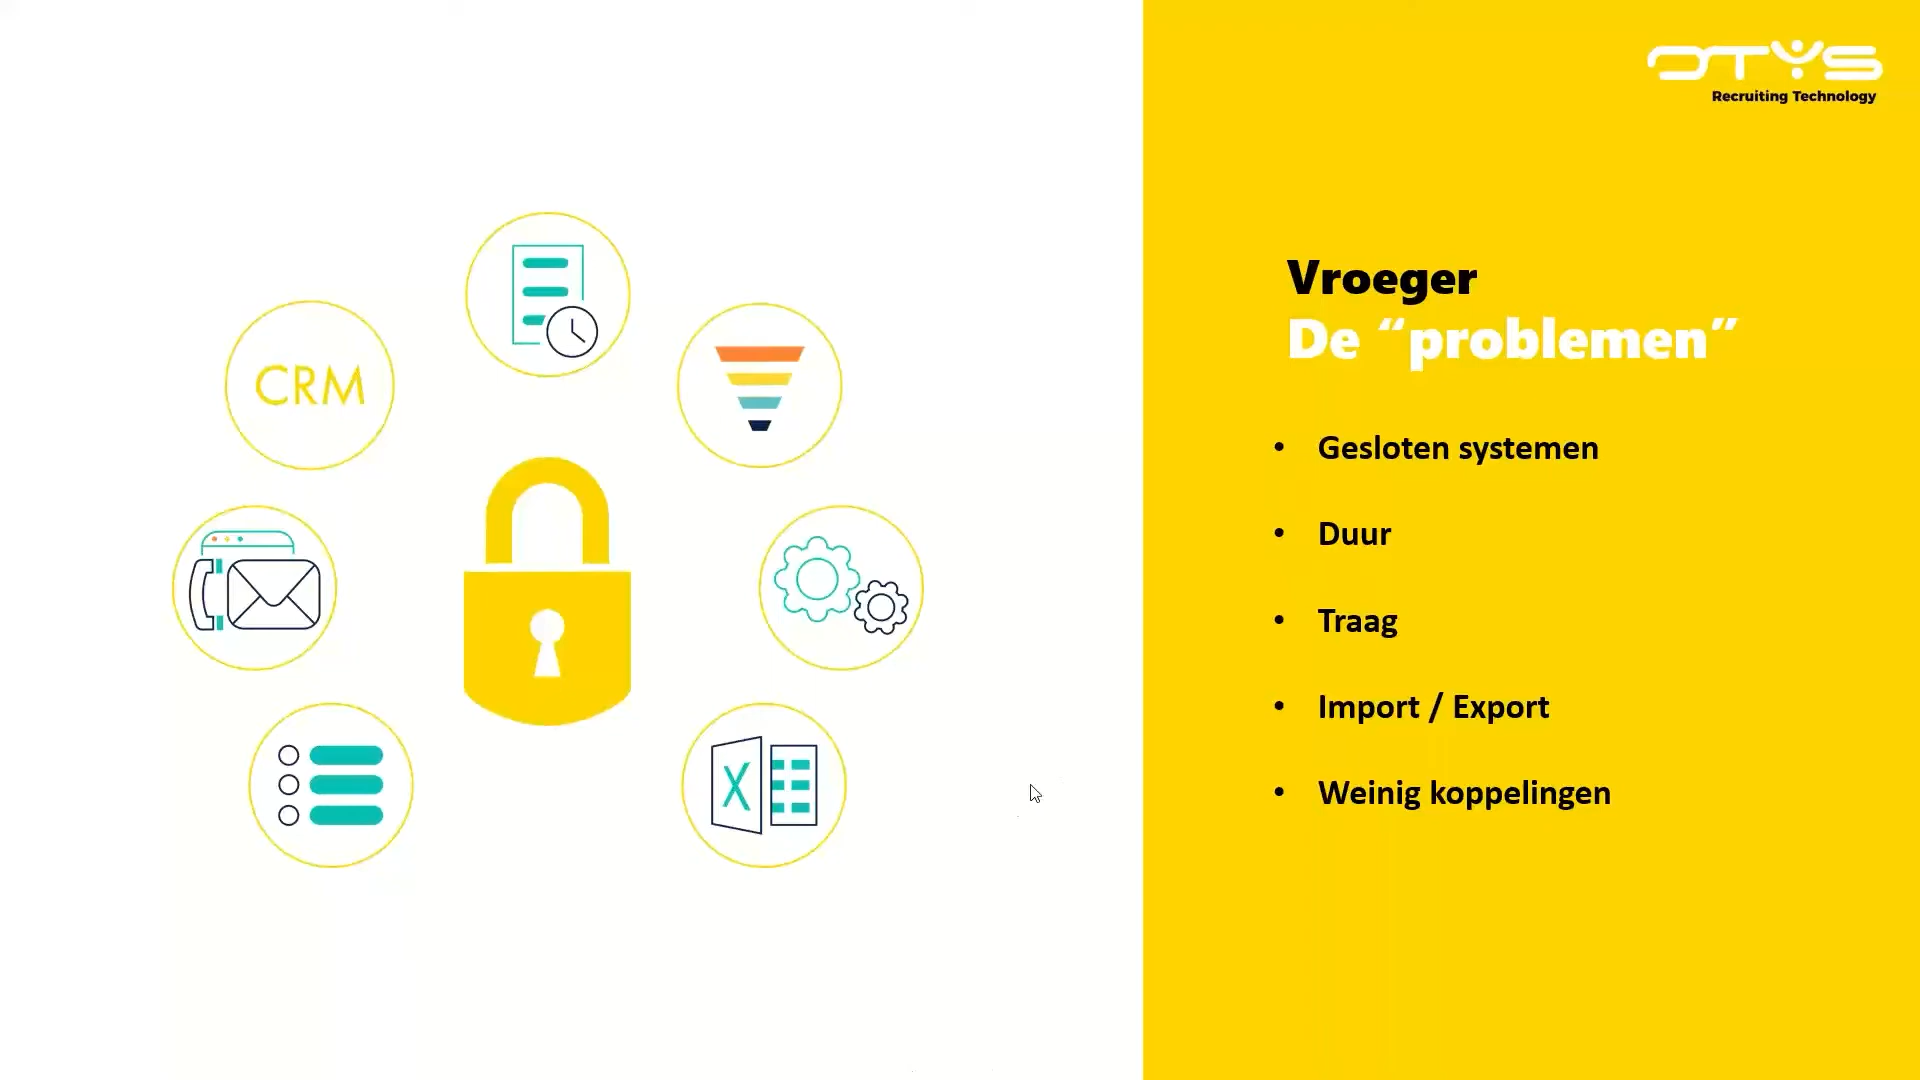 OTYS
Recruiting Technology
CRM
X
Vroeger
De “problemen”
• Gesloten systemen
• Duur
• Traag
• Import / Export
• Weinig koppelingen